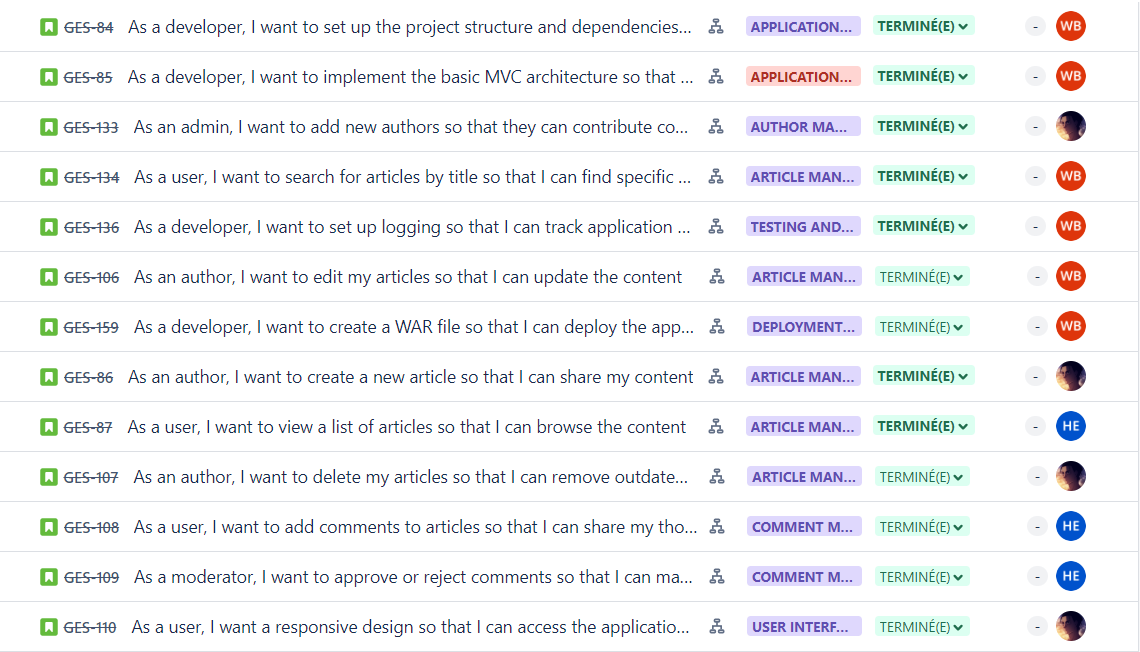 GES-84 As a developer, I want to set up the project structure and dependencies... APPLICATION... TERMINÉ(E) - WB
GES-85 As a developer, I want to implement the basic MVC architecture so that ... APPLICATION... TERMINÉ(E) - WB
GES-133 As an admin, I want to add new authors so that they can contribute co... AUTHOR MA... TERMINÉ(E) -
GES-134 As a user, I want to search for articles by title so that I can find specific ... ARTICLE MAN... TERMINÉ(E) - WB
GES-136 As a developer, I want to set up logging so that I can track application ... TESTING AND... TERMINÉ(E) - WB
GES-106 As an author, I want to edit my articles so that I can update the content ARTICLE MAN... TERMINÉ(E) - WB
GES-159 As a developer, I want to create a WAR file so that I can deploy the app... DEPLOYMENT... TERMINÉ(E) - WB
GES-86 As an author, I want to create a new article so that I can share my content ARTICLE MAN... TERMINÉ(E) -
GES-87 As a user, I want to view a list of articles so that I can browse the content ARTICLE MAN... TERMINÉ(E) - HE
GES-107 As an author, I want to delete my articles so that I can remove outdate... ARTICLE MAN... TERMINÉ(E) -
GES-108 As a user, I want to add comments to articles so that I can share my tho... COMMENT M... TERMINÉ(E) - HE
GES-109 As a moderator, I want to approve or reject comments so that I can ma... COMMENT M... TERMINÉ(E) - HE
GES-110 As a user, I want a responsive design so that I can access the applicatio... USER INTERF... TERMINÉ(E) -